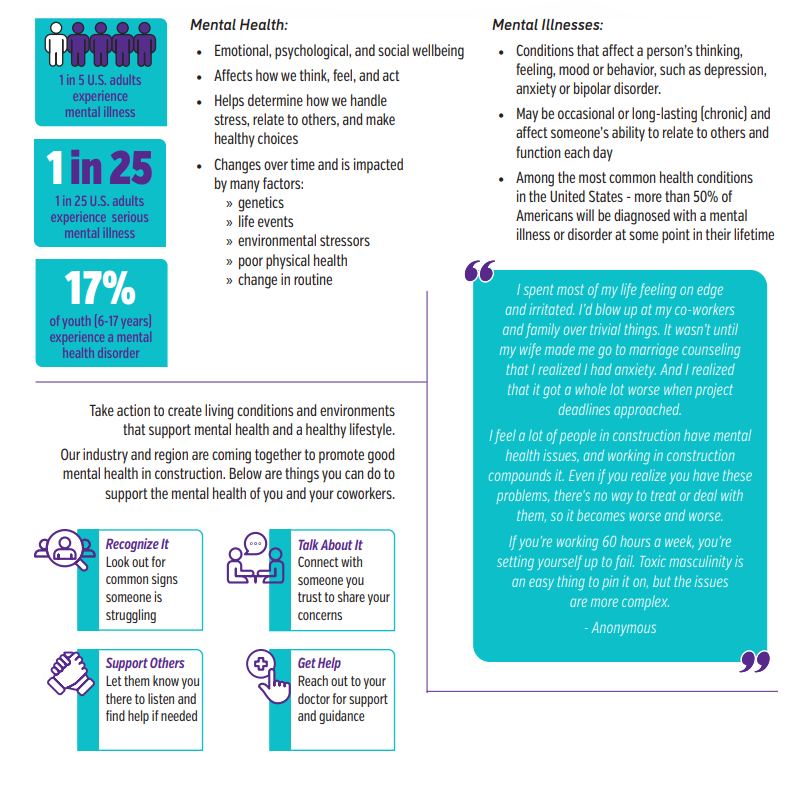 1 in 5 U.S. adults
experience
mental illness
1 in 25
1 in 25 U.S. adults
experience serious
mental illness
17%
of youth (6-17 years)
experience a mental
health disorder
Mental Health:
• Emotional, psychological, and social wellbeing
• Affects how we think, feel, and act
• Helps determine how we handle
stress, relate to others, and make
healthy choices
• Changes over time and is impacted
by many factors:
» genetics
» life events
» environmental stressors
» poor physical health
» change in routine
Mental Illnesses:
• Conditions that affect a person's thinking,
feeling, mood or behavior, such as depression,
anxiety or bipolar disorder.
• May be occasional or long-lasting (chronic) and
affect someone's ability to relate to others and
function each day
• Among the most common health conditions
in the United States - more than 50% of
Americans will be diagnosed with a mental
illness or disorder at some point in their lifetime
“
I spent most of my life feeling on edge
and irritated. I'd blow up at my co-workers
and family over trivial things. It wasn't until
my wife made me go to marriage counseling
that I realized I had anxiety. And I realized
that it got a whole lot worse when project
deadlines approached.
I feel a lot of people in construction have mental
health issues, and working in construction
compounds it. Even if you realize you have these
problems, there's no way to treat or deal with
them, so it becomes worse and worse.
If you're working 60 hours a week, you're
setting yourself up to fail. Toxic masculinity is
an easy thing to pin it on, but the issues
are more complex.
- Anonymous
”
Take action to create living conditions and environments
that support mental health and a healthy lifestyle.
Our industry and region are coming together to promote good
mental health in construction. Below are things you can do to
support the mental health of you and your coworkers.
Recognize It
Look out for
common signs
someone is
struggling
Talk About It
Connect with
someone you
trust to share your
concerns
Support Others
Let them know you
there to listen and
find help if needed
Get Help
Reach out to your
doctor for support
and guidance